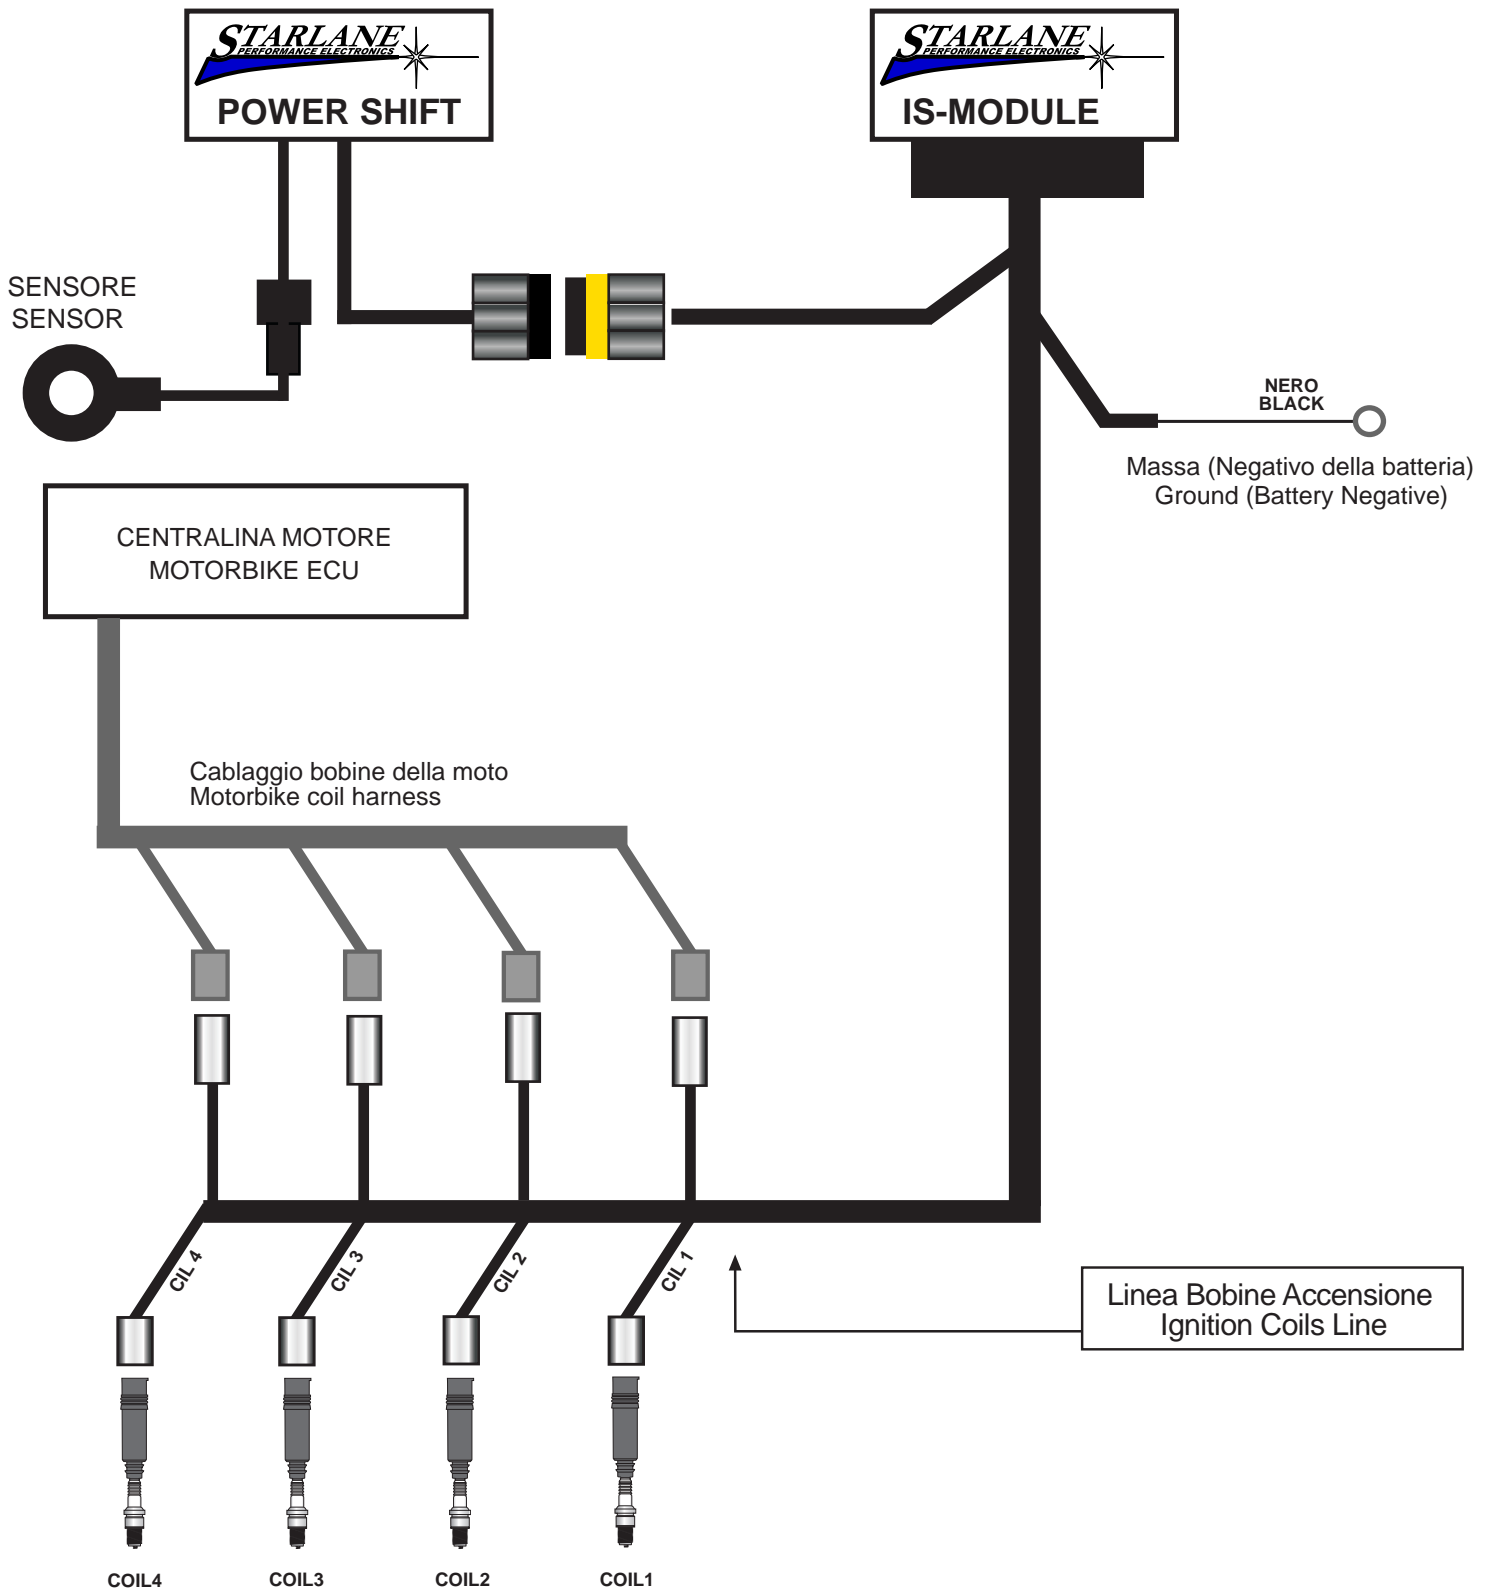 STARLANE
PERFORMANCE ELECTRONICS
POWER SHIFT
STARLANE
PERFORMANCE ELECTRONICS
IS-MODULE
SENSORE
SENSOR
NERO
BLACK
Massa (Negativo della batteria)
Ground (Battery Negative)
CENTRALINA MOTORE
MOTORBIKE ECU
Cablaggio bobine della moto
Motorbike coil harness
CIL 4
CIL 3
CIL 2
CIL 1
Linea Bobine Accensione
Ignition Coils Line
COIL4
COIL3
COIL2
COIL1